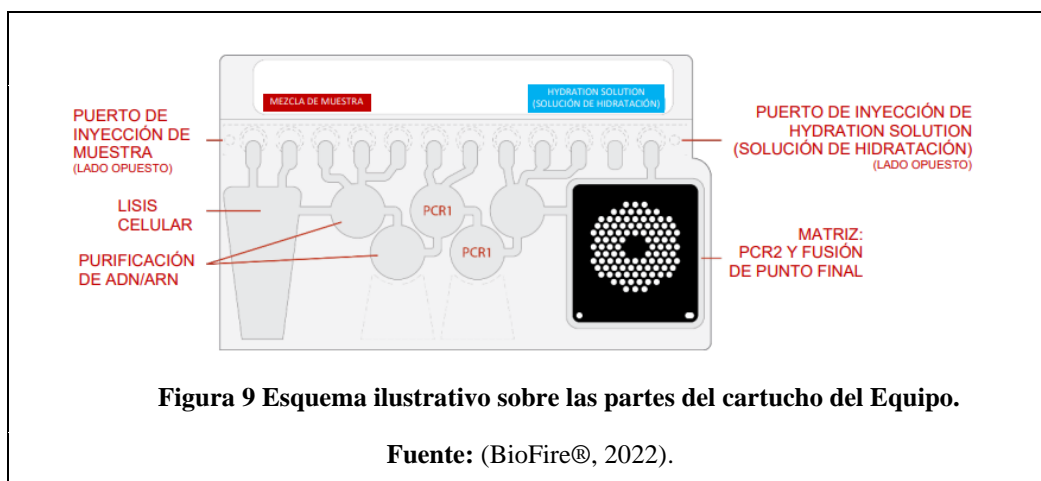 MEZCLA DE MUESTRA
HYDRATION SOLUTION
(SOLUCIÓN DE HIDRATACIÓN)
PUERTO DE
INYECCIÓN DE
MUESTRA
(LADO OPUESTO)
PUERTO DE INYECCIÓN DE
HYDRATION SOLUTION
(SOLUCIÓN DE HIDRATACIÓN)
(LADO OPUESTO)
LISIS
CELULAR
PCR1
PCR1
PURIFICACIÓN
DE ADN/ARN
MATRIZ:
PCR2 Y FUSIÓN
DE PUNTO FINAL
Figura 9 Esquema ilustrativo sobre las partes del cartucho del Equipo.
Fuente: (BioFire®, 2022).